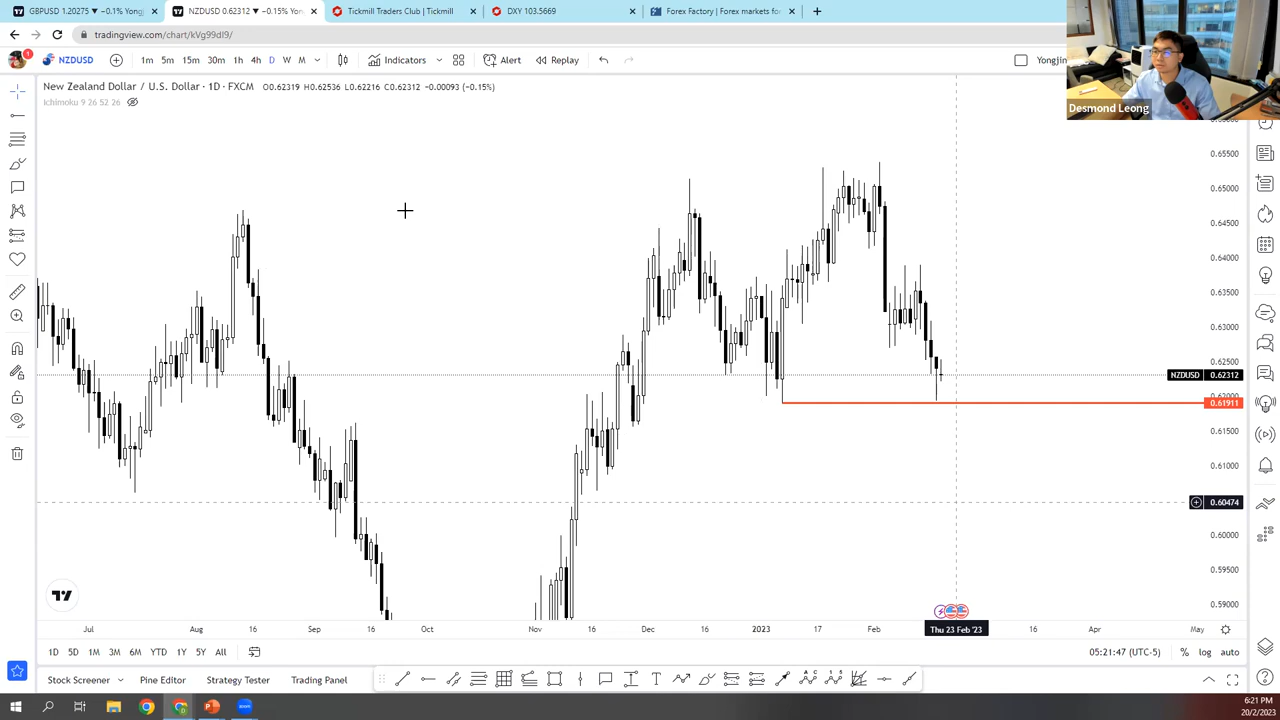 GBPUSD 1.20275 ▼ −0.1% Yongj
NZDUSD 0.62312 ▼ −0.15% Yon
Tickmill Traders Club | Tickmill
DXY 103.5669
Forex Factory | Forex markets for
tradingview.com/chart/kVg99dI9/
1
NZDUSD
1m 5m 15m 30m 1h 4h D W M
Indicators
Alert
Replay
Yongjin
Desmond Leong
New Zealand Dollar / U.S. Dollar · 1D · FXCM O0.62319 H0.62536 L0.62216 C0.62312 −0.00093 (−0.15%)
Ichimoku 9 26 52 26
0.65500
0.65000
0.64500
0.64000
0.63500
0.63000
0.62500
NZDUSD 0.62312
0.62000
0.61911
0.61500
0.61000
0.60474
0.60000
0.59500
0.59000
Jul Aug 16 Sep 16 Oct Nov 16 Dec 16 2023 17 Feb Thu 23 Feb '23 16 Apr May
1D 5D 1M 3M 6M YTD 1Y 5Y All
05:21:47 (UTC-5) % log auto
Stock Screener Pine Editor Strategy Tester Trading Panel
6:21 PM
20/2/2023